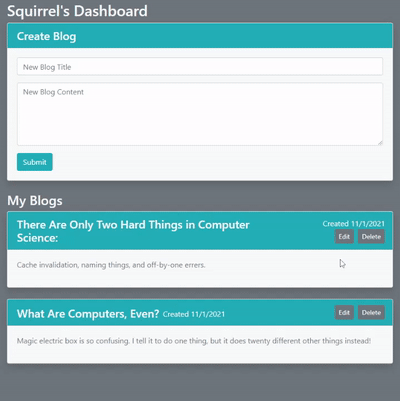 Squirrel's Dashboard
Create Blog
New Blog Title
New Blog Content
Submit
My Blogs
There Are Only Two Hard Things in Computer
Science:
Created 11/1/2021
Edit Delete
Cache invalidation, naming things, and off-by-one errers.
What Are Computers, Even? Created 11/1/2021
Edit Delete
Magic electric box is so confusing. I tell it to do one thing, but it does twenty different other things instead!